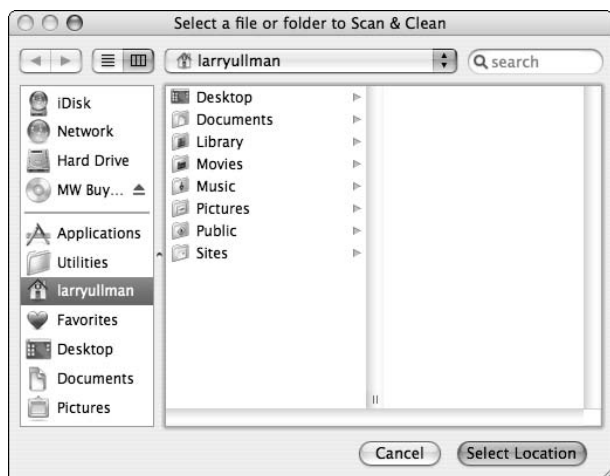 Select a file or folder to Scan & Clean
larryullman
search
iDisk
Network
Hard Drive
MW Buy...
Applications
Utilities
larryullman
Favorites
Desktop
Documents
Pictures
Desktop
Documents
Library
Movies
Music
Pictures
Public
Sites
Cancel
Select Location